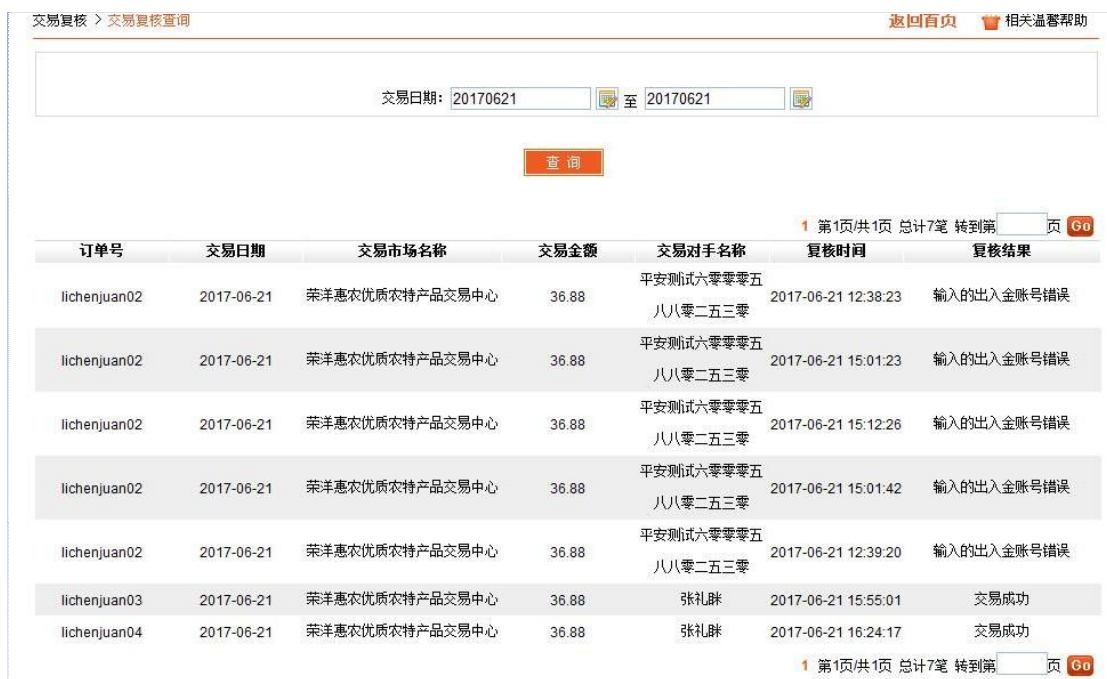 交易复核 > 交易复核查询 返回首页 相关温馨帮助
交易日期： 20170621 至 20170621
查 询
1 第1页/共1页 总计7笔 转到第 页 Go
订单号 交易日期 交易市场名称 交易金额 交易对手名称 复核时间 复核结果
lichenjuan02 2017-06-21 荣洋惠农优质农特产品交易中心 36.88 平安测试六零零零五 2017-06-21 12:38:23 输入的出入金账号错误
八八零二五三零
lichenjuan02 2017-06-21 荣洋惠农优质农特产品交易中心 36.88 平安测试六零零零五 2017-06-21 15:01:23 输入的出入金账号错误
八八零二五三零
lichenjuan02 2017-06-21 荣洋惠农优质农特产品交易中心 36.88 平安测试六零零零五 2017-06-21 15:12:26 输入的出入金账号错误
八八零二五三零
lichenjuan02 2017-06-21 荣洋惠农优质农特产品交易中心 36.88 平安测试六零零零五 2017-06-21 15:01:42 输入的出入金账号错误
八八零二五三零
lichenjuan02 2017-06-21 荣洋惠农优质农特产品交易中心 36.88 平安测试六零零零五 2017-06-21 12:39:20 输入的出入金账号错误
八八零二五三零
lichenjuan03 2017-06-21 荣洋惠农优质农特产品交易中心 36.88 张礼 2017-06-21 15:55:01 交易成功
lichenjuan04 2017-06-21 荣洋惠农优质农特产品交易中心 36.88 张礼 2017-06-21 16:24:17 交易成功
1 第1页/共1页 总计7笔 转到第 页 Go